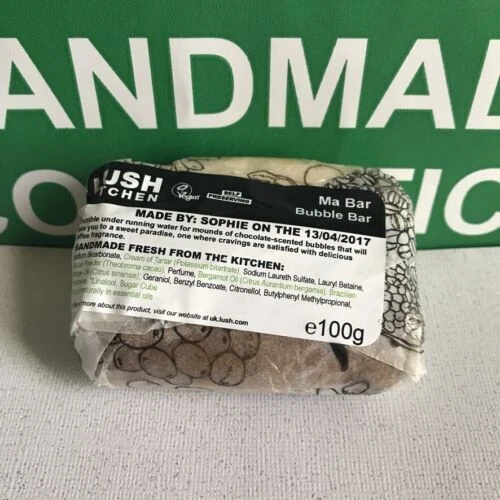 ANDMAD
COSMETIC
LUSH
KITCHEN
Vegan
SELF
PRESERVING
Ma Bar
Bubble Bar
MADE BY: SOPHIE ON THE 13/04/2017
umble under running water for mounds of chocolate-scented bubbles that will
take you to a sweet paradise, one where cravings are satisfied with delicious
toffee fragrance.
HANDMADE FRESH FROM THE KITCHEN:
Sodium Bicarbonate, Cream of Tartar (Potassium bitartrate), Sodium Laureth Sulfate, Lauryl Betaine,
Cocoa Powder (Theobroma cacao), Perfume, Bergamot Oil (Citrus Aurantium bergamia), Brazilian
Orange Oil (Citrus sinensis) Geraniol, Benzyl Benzoate, Citronellol, Butylphenyl Methylpropional,
*Linalool, Sugar Cube
naturally in essential oils
more about this product, visit our website at uk.lush.com
e100g